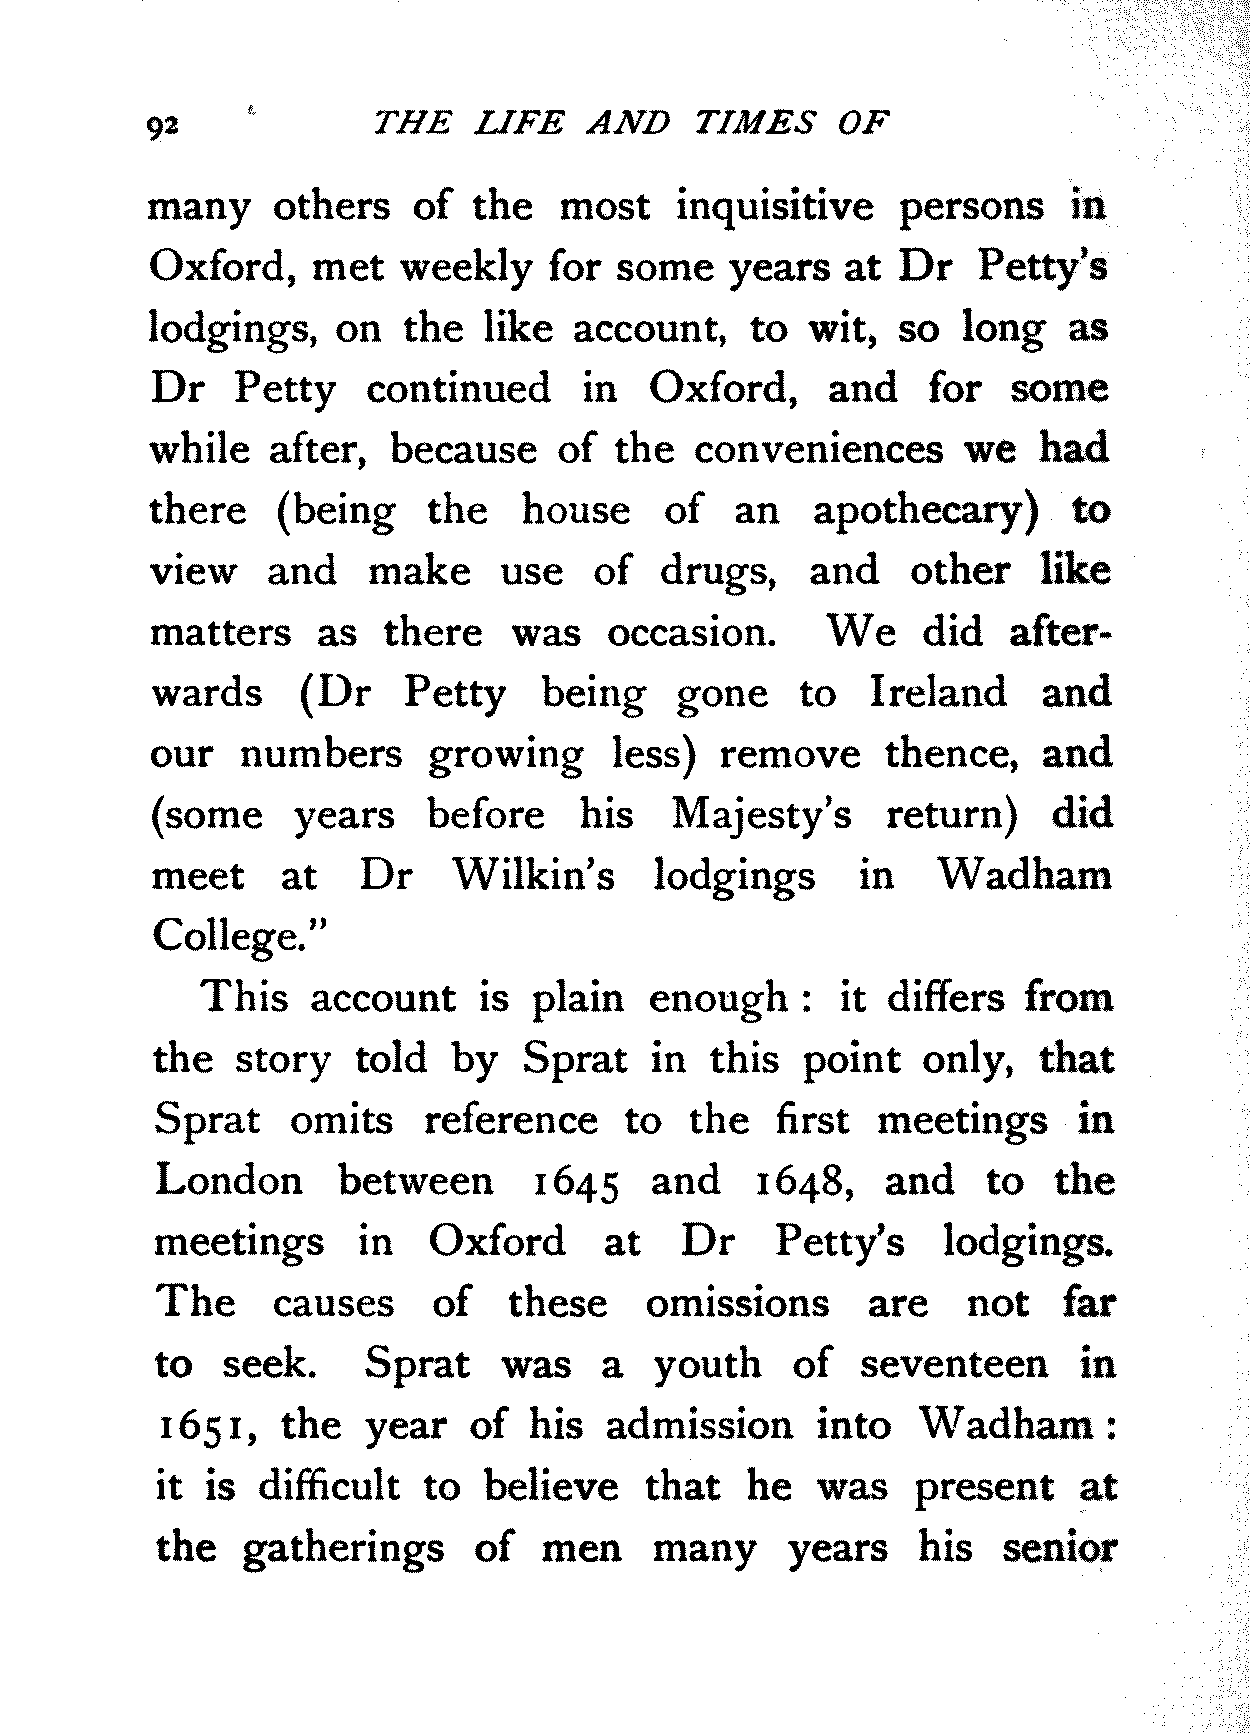 92 THE LIFE AND TIMES OF
many others of the most inquisitive persons in
Oxford, met weekly for some years at Dr Petty's
lodgings, on the like account, to wit, so long as
Dr Petty continued in Oxford, and for some
while after, because of the conveniences we had
there (being the house of an apothecary) to
view and make use of drugs, and other like
matters as there was occasion. We did after-
wards (Dr Petty being gone to Ireland and
our numbers growing less) remove thence, and
(some years before his Majesty's return) did
meet at Dr Wilkin's lodgings in Wadham
College."
This account is plain enough : it differs from
the story told by Sprat in this point only, that
Sprat omits reference to the first meetings in
London between 1645 and 1648, and to the
meetings in Oxford at Dr Petty's lodgings.
The causes of these omissions are not far
to seek. Sprat was a youth of seventeen in
1651, the year of his admission into Wadham :
it is difficult to believe that he was present at
the gatherings of men many years his senior